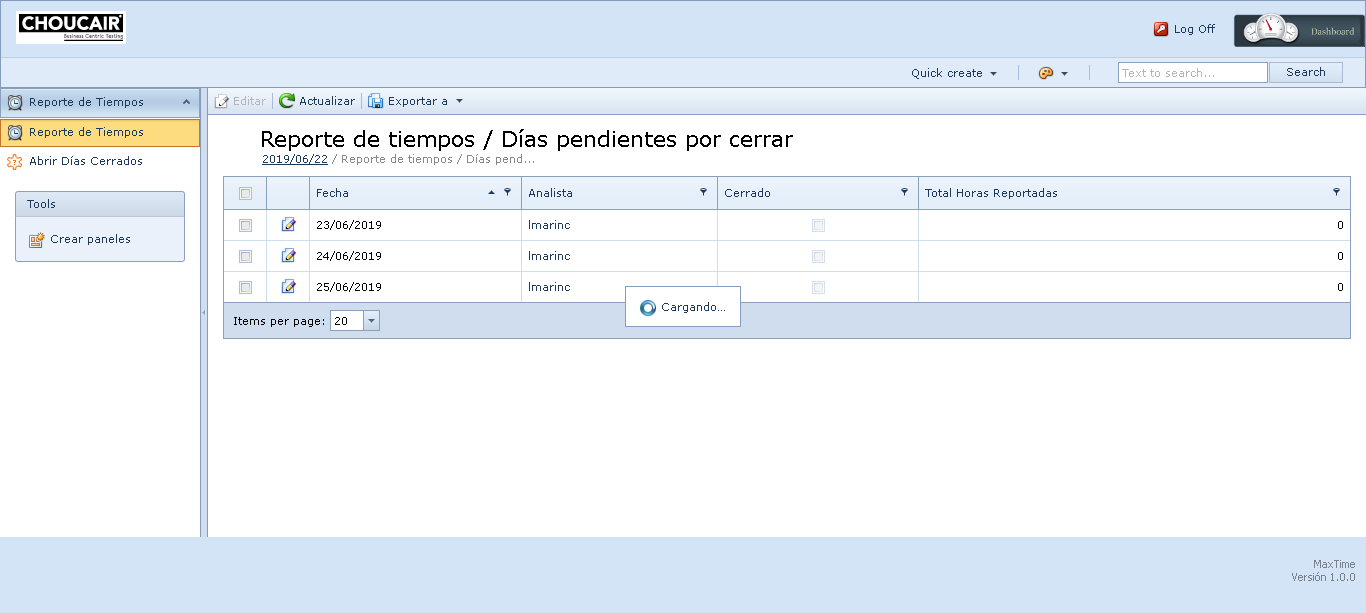 CHOUCAIR
Business Centric Testing
Log Off
Dashboard
Quick create
Text to search...
Search
Reporte de Tiempos
Reporte de Tiempos
Abrir Días Cerrados
Tools
Crear paneles
Editar
Actualizar
Exportar a
Reporte de tiempos / Días pendientes por cerrar
2019/06/22 / Reporte de tiempos / Días pend...
Fecha Analista Cerrado Total Horas Reportadas
23/06/2019 lmarinc 0
24/06/2019 lmarinc 0
25/06/2019 lmarinc 0
Cargando...
Items per page: 20
MaxTime
Versión 1.0.0